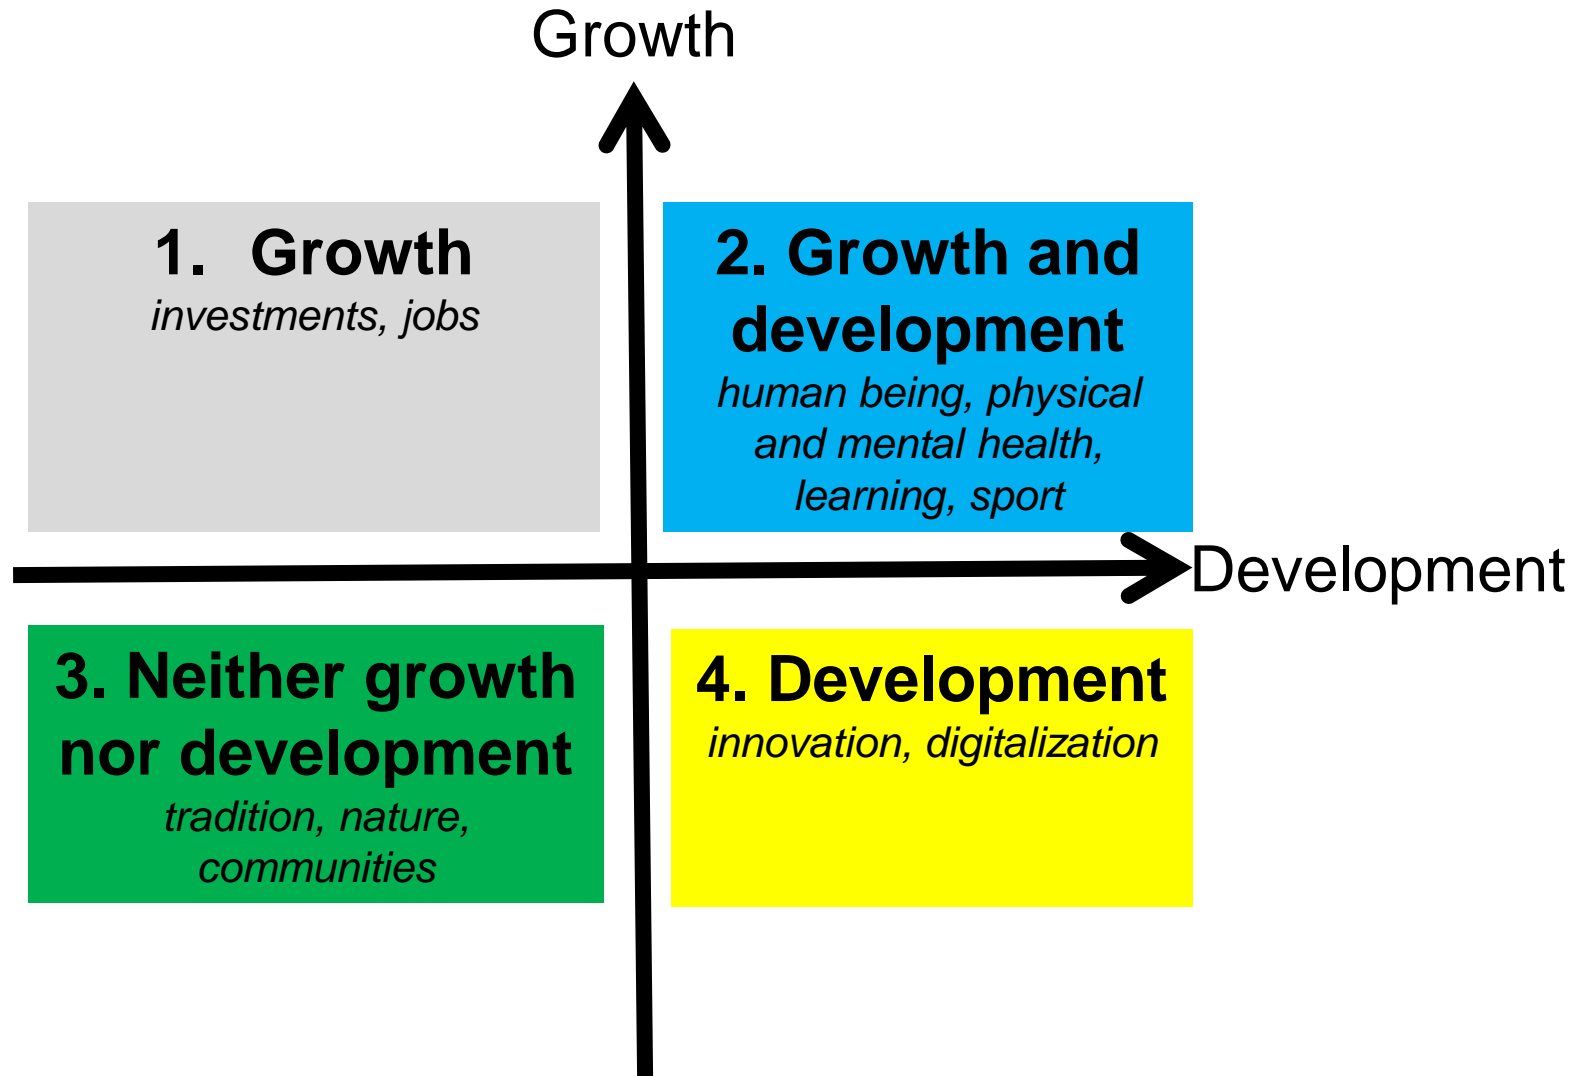 Growth
1. Growth
investments, jobs
2. Growth and
development
human being, physical
and mental health,
learning, sport
Development
3. Neither growth
nor development
tradition, nature,
communities
4. Development
innovation, digitalization